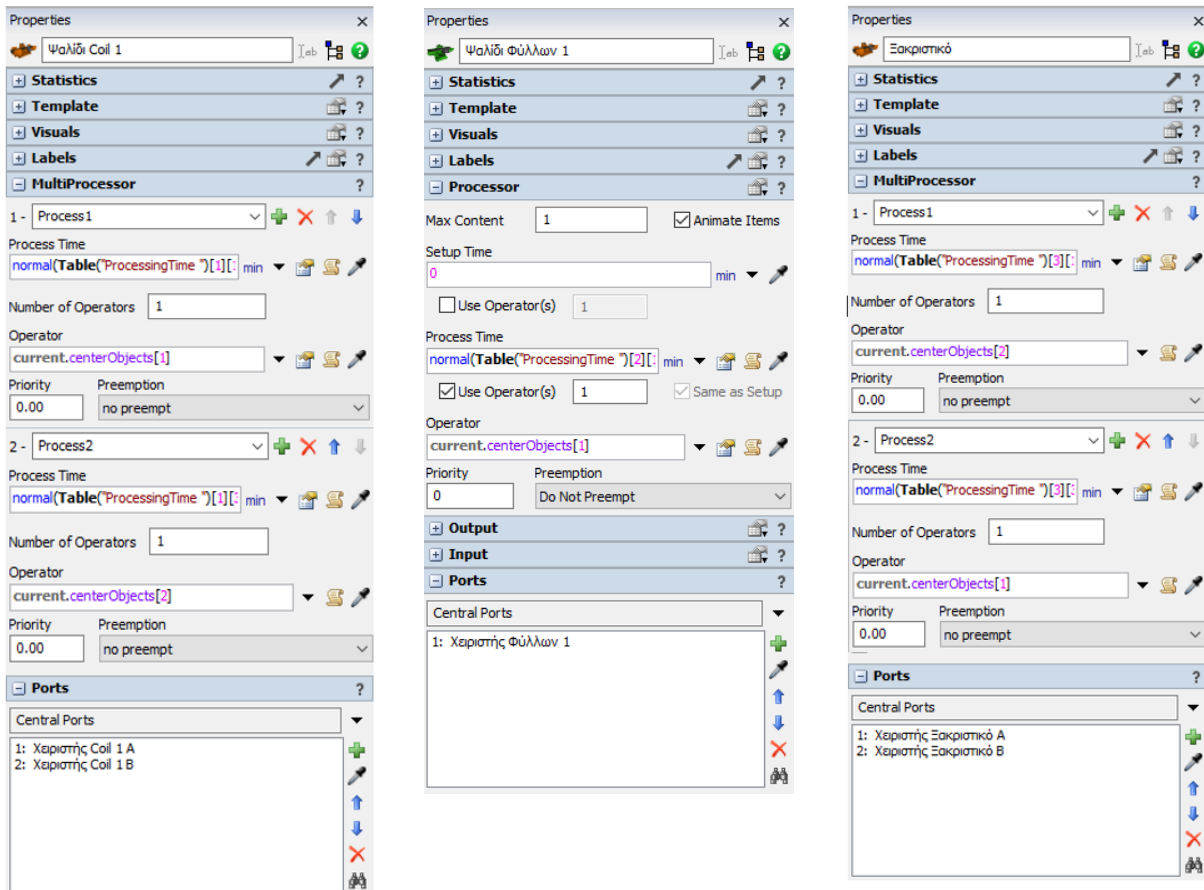 Properties
Ψαλίδι Coil 1
Statistics
Template
Visuals
Labels
MultiProcessor
1 - Process1
Process Time
normal(Table("ProcessingTime ")[1][ min
Number of Operators 1
Operator
current.centerObjects[1]
Priority Preemption
0.00 no preempt
2 - Process2
Process Time
normal(Table("ProcessingTime ")[1][ min
Number of Operators 1
Operator
current.centerObjects[2]
Priority Preemption
0.00 no preempt
Ports
Central Ports
1: Χειριστής Coil 1 A
2: Χειριστής Coil 1 B
Properties
Ψαλίδι Φύλλων 1
Statistics
Template
Visuals
Labels
Processor
Max Content 1 Animate Items
Setup Time
0 min
Use Operator(s) 1
Process Time
normal(Table("ProcessingTime ")[2][ min
Use Operator(s) 1 Same as Setup
Operator
current.centerObjects[1]
Priority Preemption
0 Do Not Preempt
Output
Input
Ports
Central Ports
1: Χειριστής Φύλλων 1
Properties
Ξακριστικό
Statistics
Template
Visuals
Labels
MultiProcessor
1 - Process1
Process Time
normal(Table("ProcessingTime ")[3][ min
Number of Operators 1
Operator
current.centerObjects[2]
Priority Preemption
0.00 no preempt
2 - Process2
Process Time
normal(Table("ProcessingTime ")[3][ min
Number of Operators 1
Operator
current.centerObjects[1]
Priority Preemption
0.00 no preempt
Ports
Central Ports
1: Χειριστής Ξακριστικό A
2: Χειριστής Ξακριστικό B